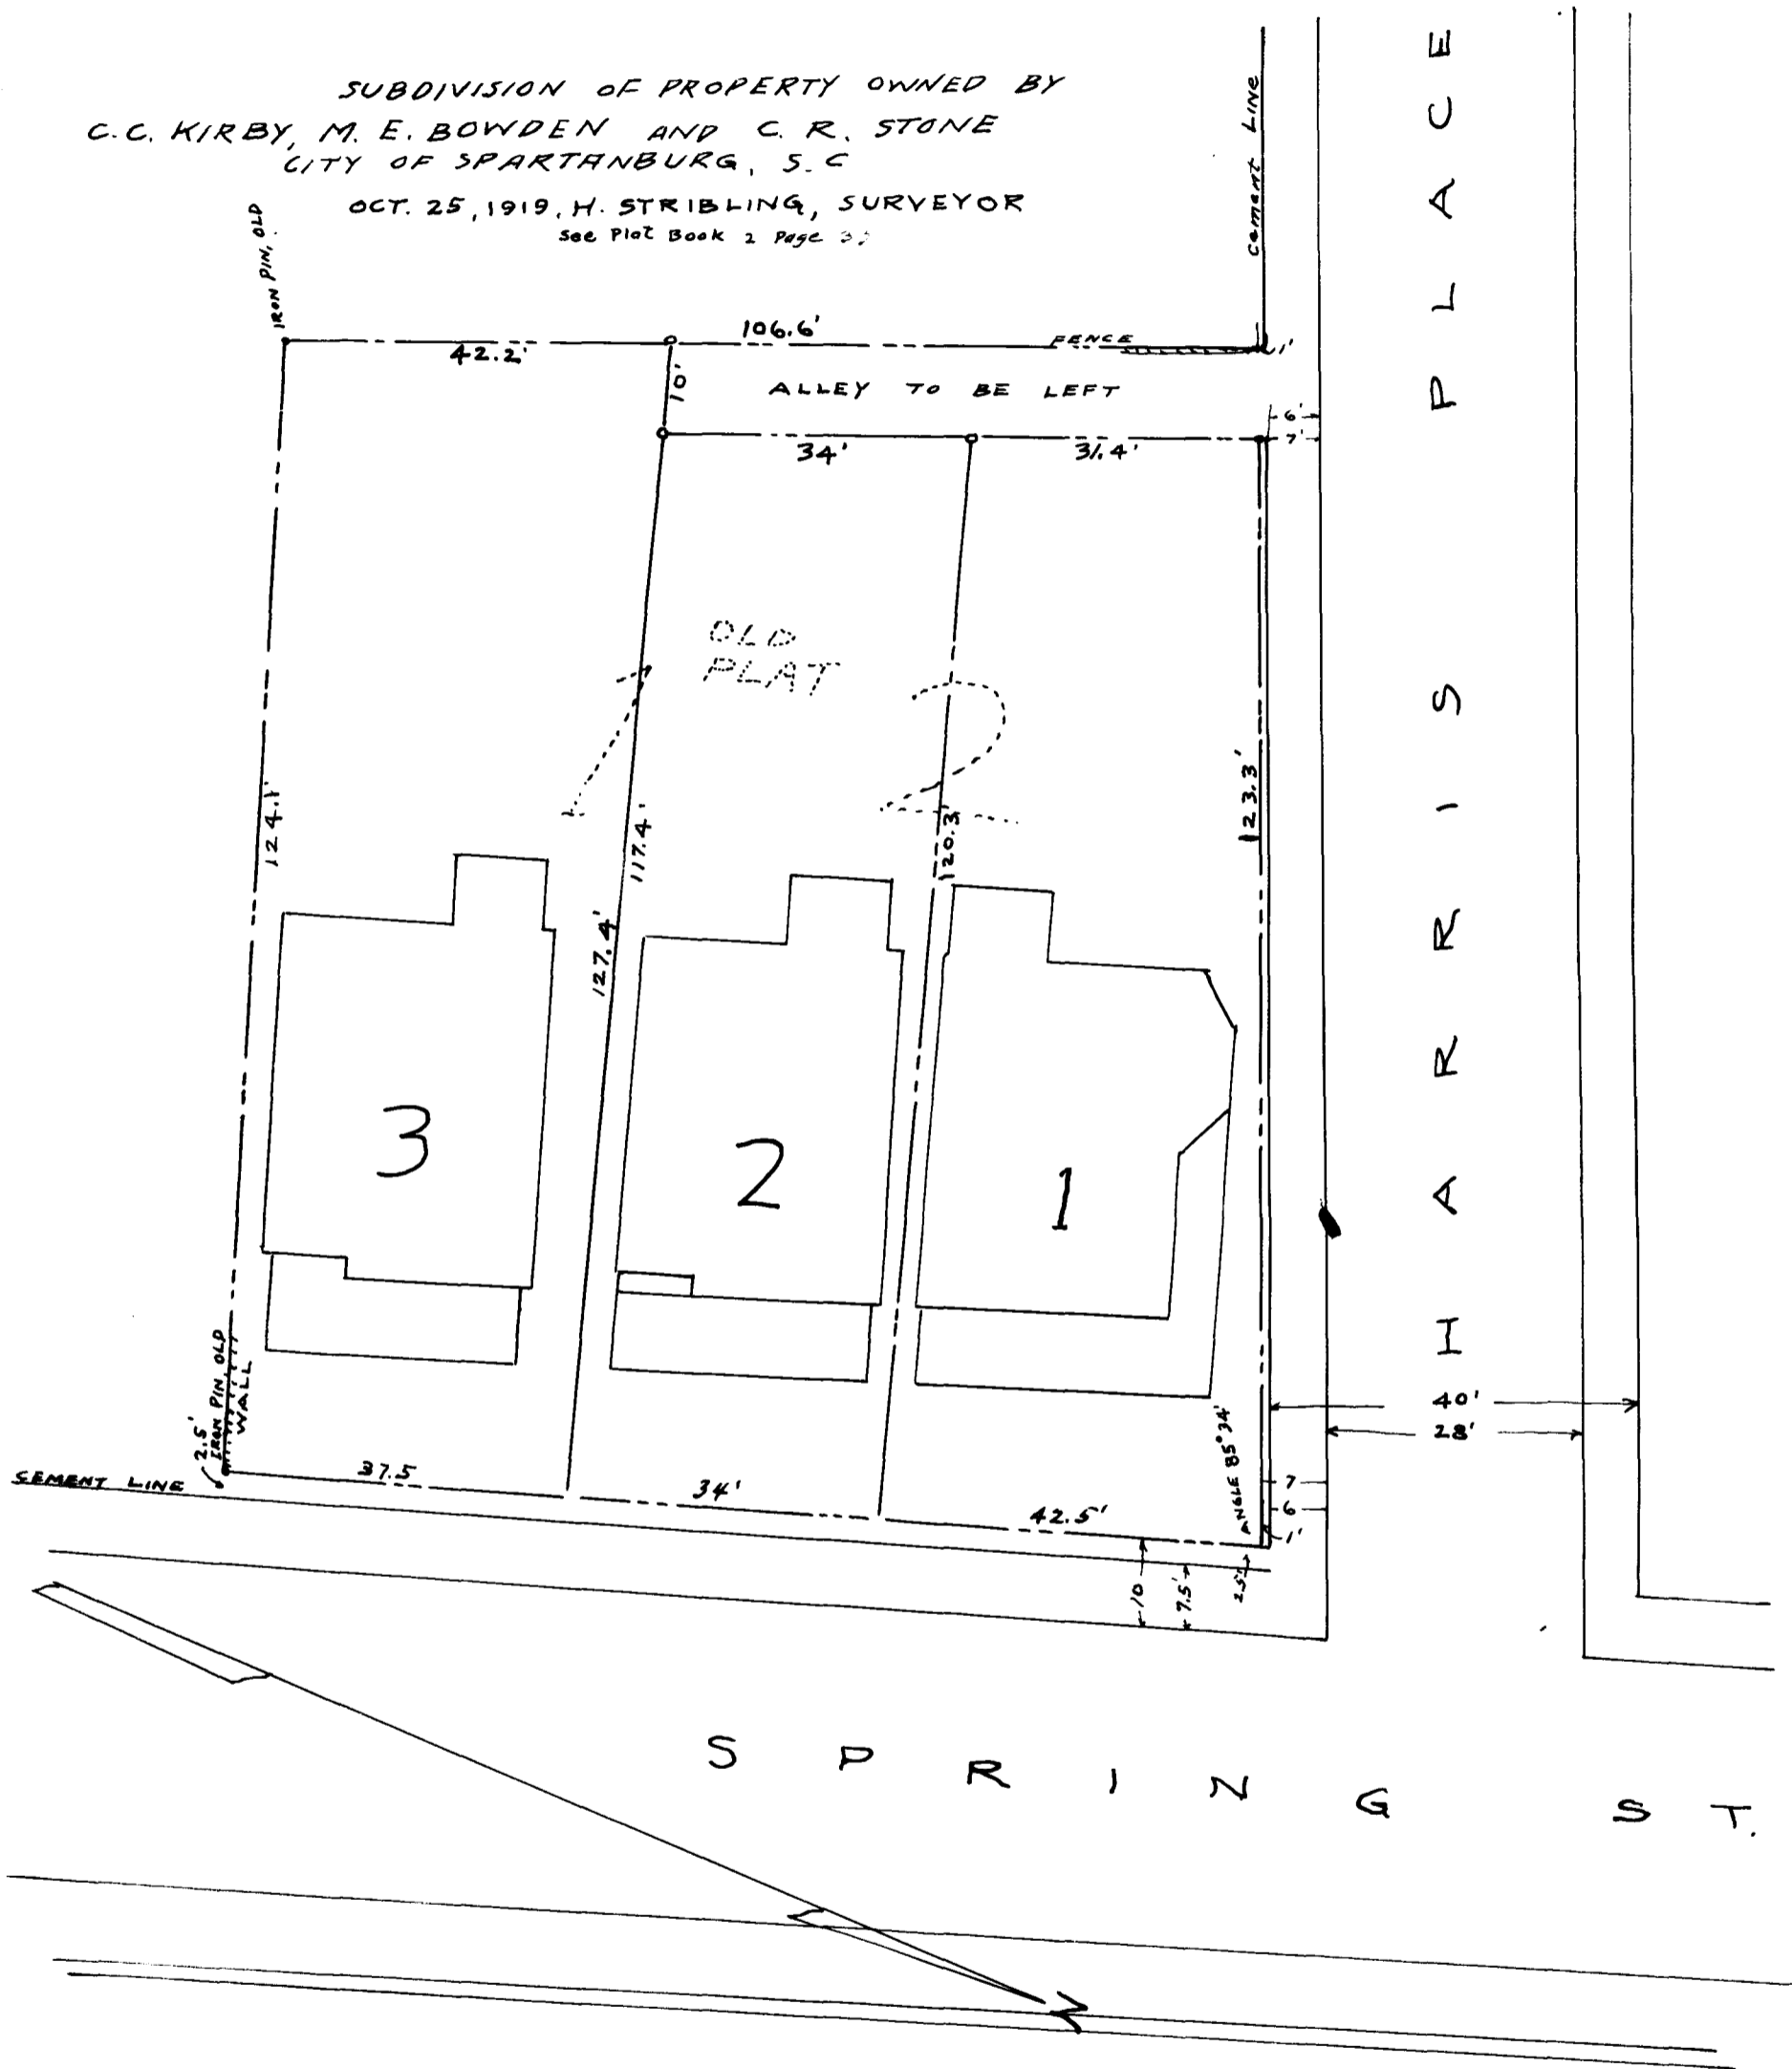 SUBDIVISION OF PROPERTY OWNED BY
C.C. KIRBY, M. E. BOWDEN AND C. R. STONE
CITY OF SPARTANBURG, S. C
OCT. 25, 1919, H. STRIBLING, SURVEYOR
See Plat Book 2 Page
IRON PIN, OLD
Cement Line
HARRIS PLACE
106.6'
42.2'
FENCE
1'
10'
ALLEY TO BE LEFT
6'
7'
34'
31.4'
OLD
PLAT
1
2
124.1'
117.4'
120.3'
123.3'
127.4'
3
2
1
2.5'
IRON PIN, OLD
WALL
CEMENT LINE
37.5
34'
42.5'
ANGLE 85°34'
40'
28'
7
6
1'
10
7.5'
2.5'
SPRING ST.
N